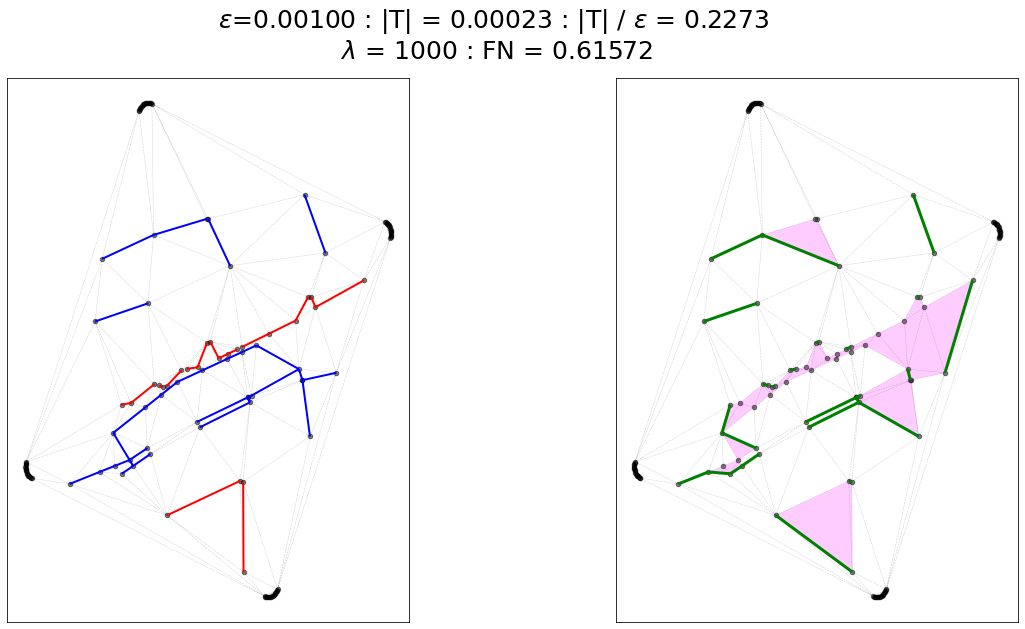 ε=0.00100 : |T| = 0.00023 : |T| / ε = 0.2273
λ = 1000 : FN = 0.61572